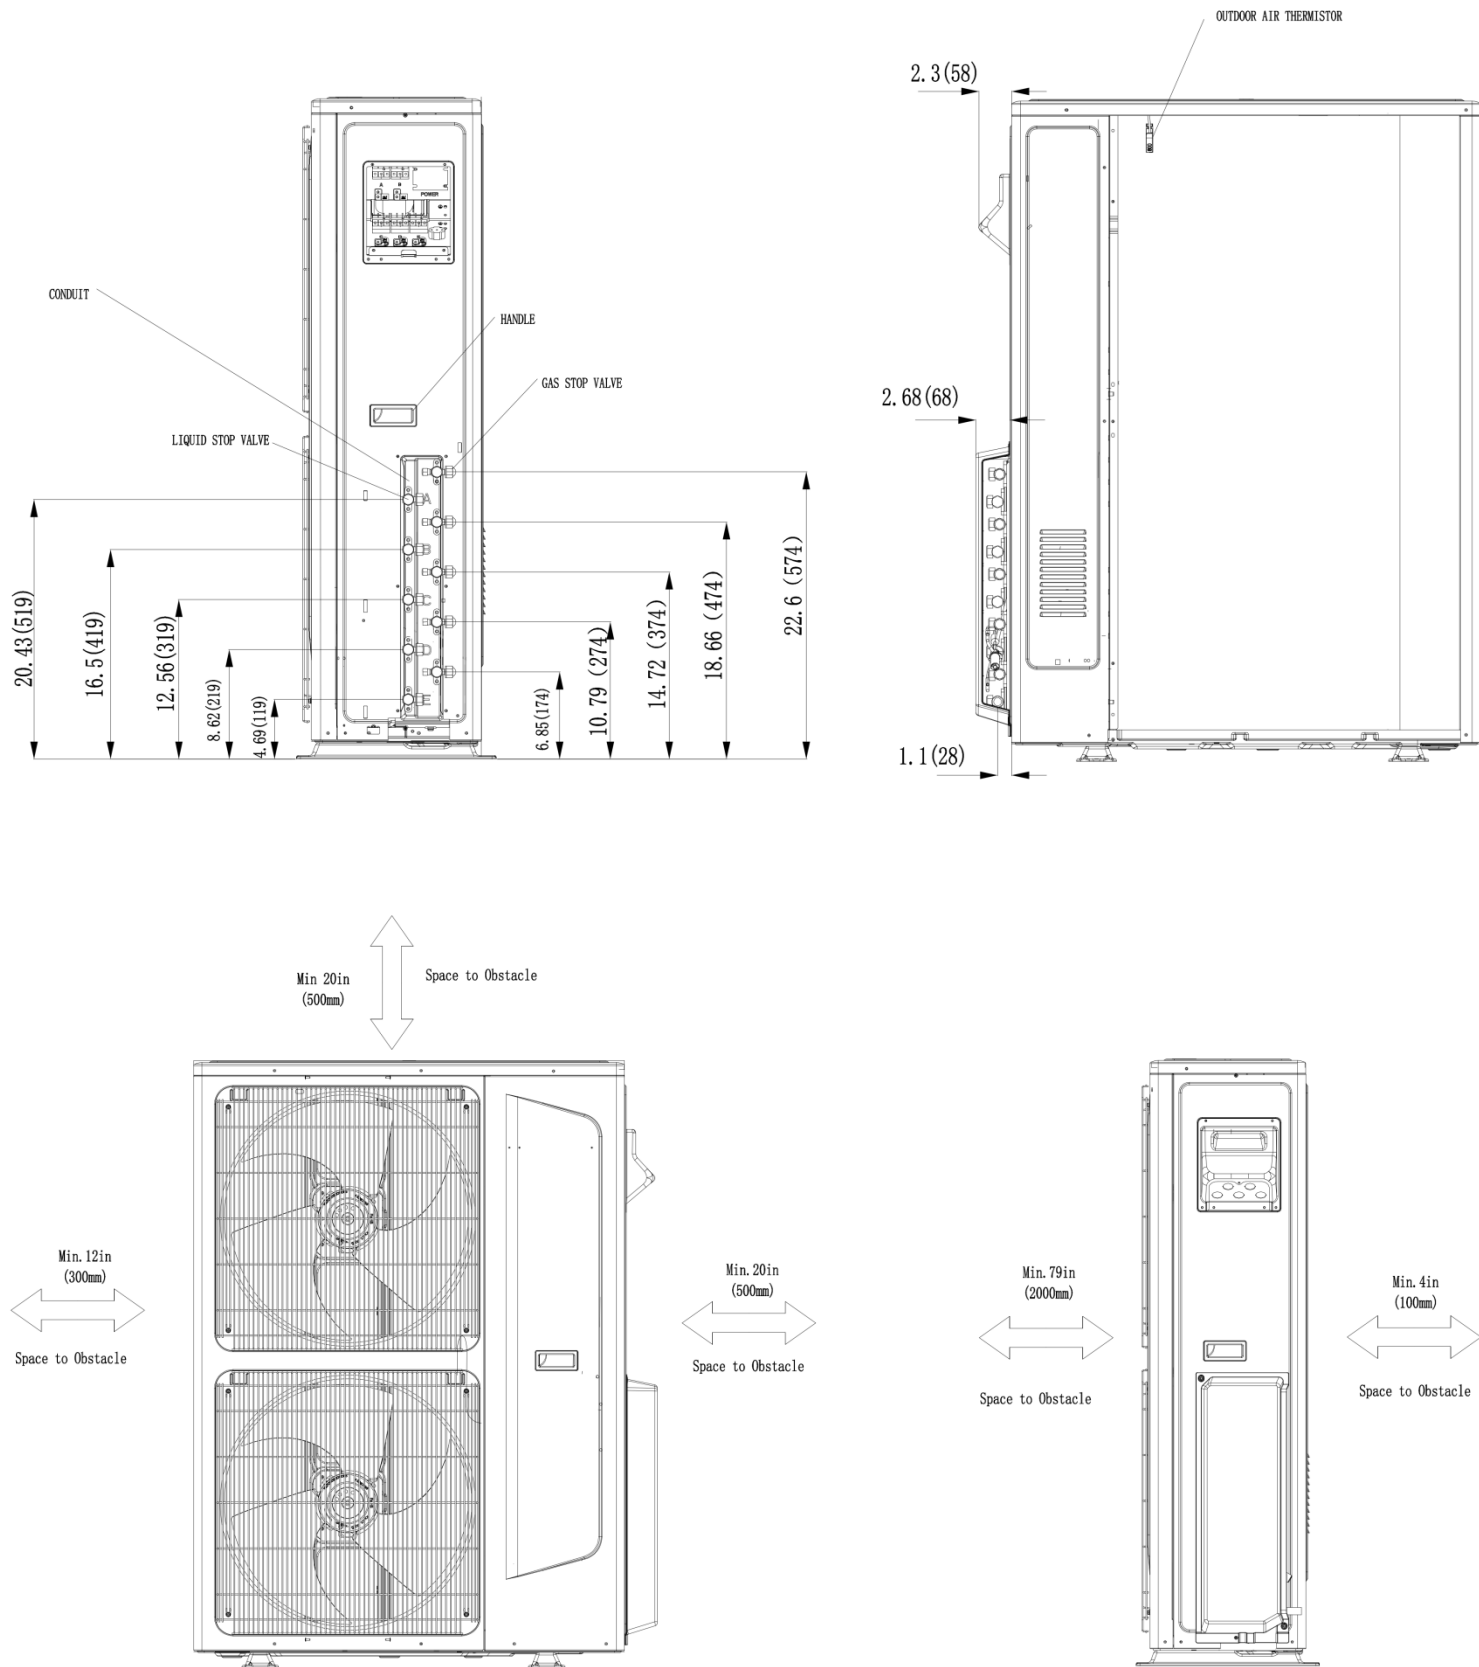 OUTDOOR AIR THERMISTOR
2.3(58)
A B
POWER
CONDUIT
HANDLE
GAS STOP VALVE
2.68(68)
LIQUID STOP VALVE
A
B
C
D
20.43(519)
16.5(419)
12.56(319)
8.62(219)
4.69(119)
6.85(174)
10.79 (274)
14.72 (374)
18.66 (474)
22.6 (574)
1.1(28)
Min 20in
(500mm)
Space to Obstacle
Min.12in
(300mm)
Space to Obstacle
Min.20in
(500mm)
Space to Obstacle
Min.79in
(2000mm)
Space to Obstacle
Min.4in
(100mm)
Space to Obstacle